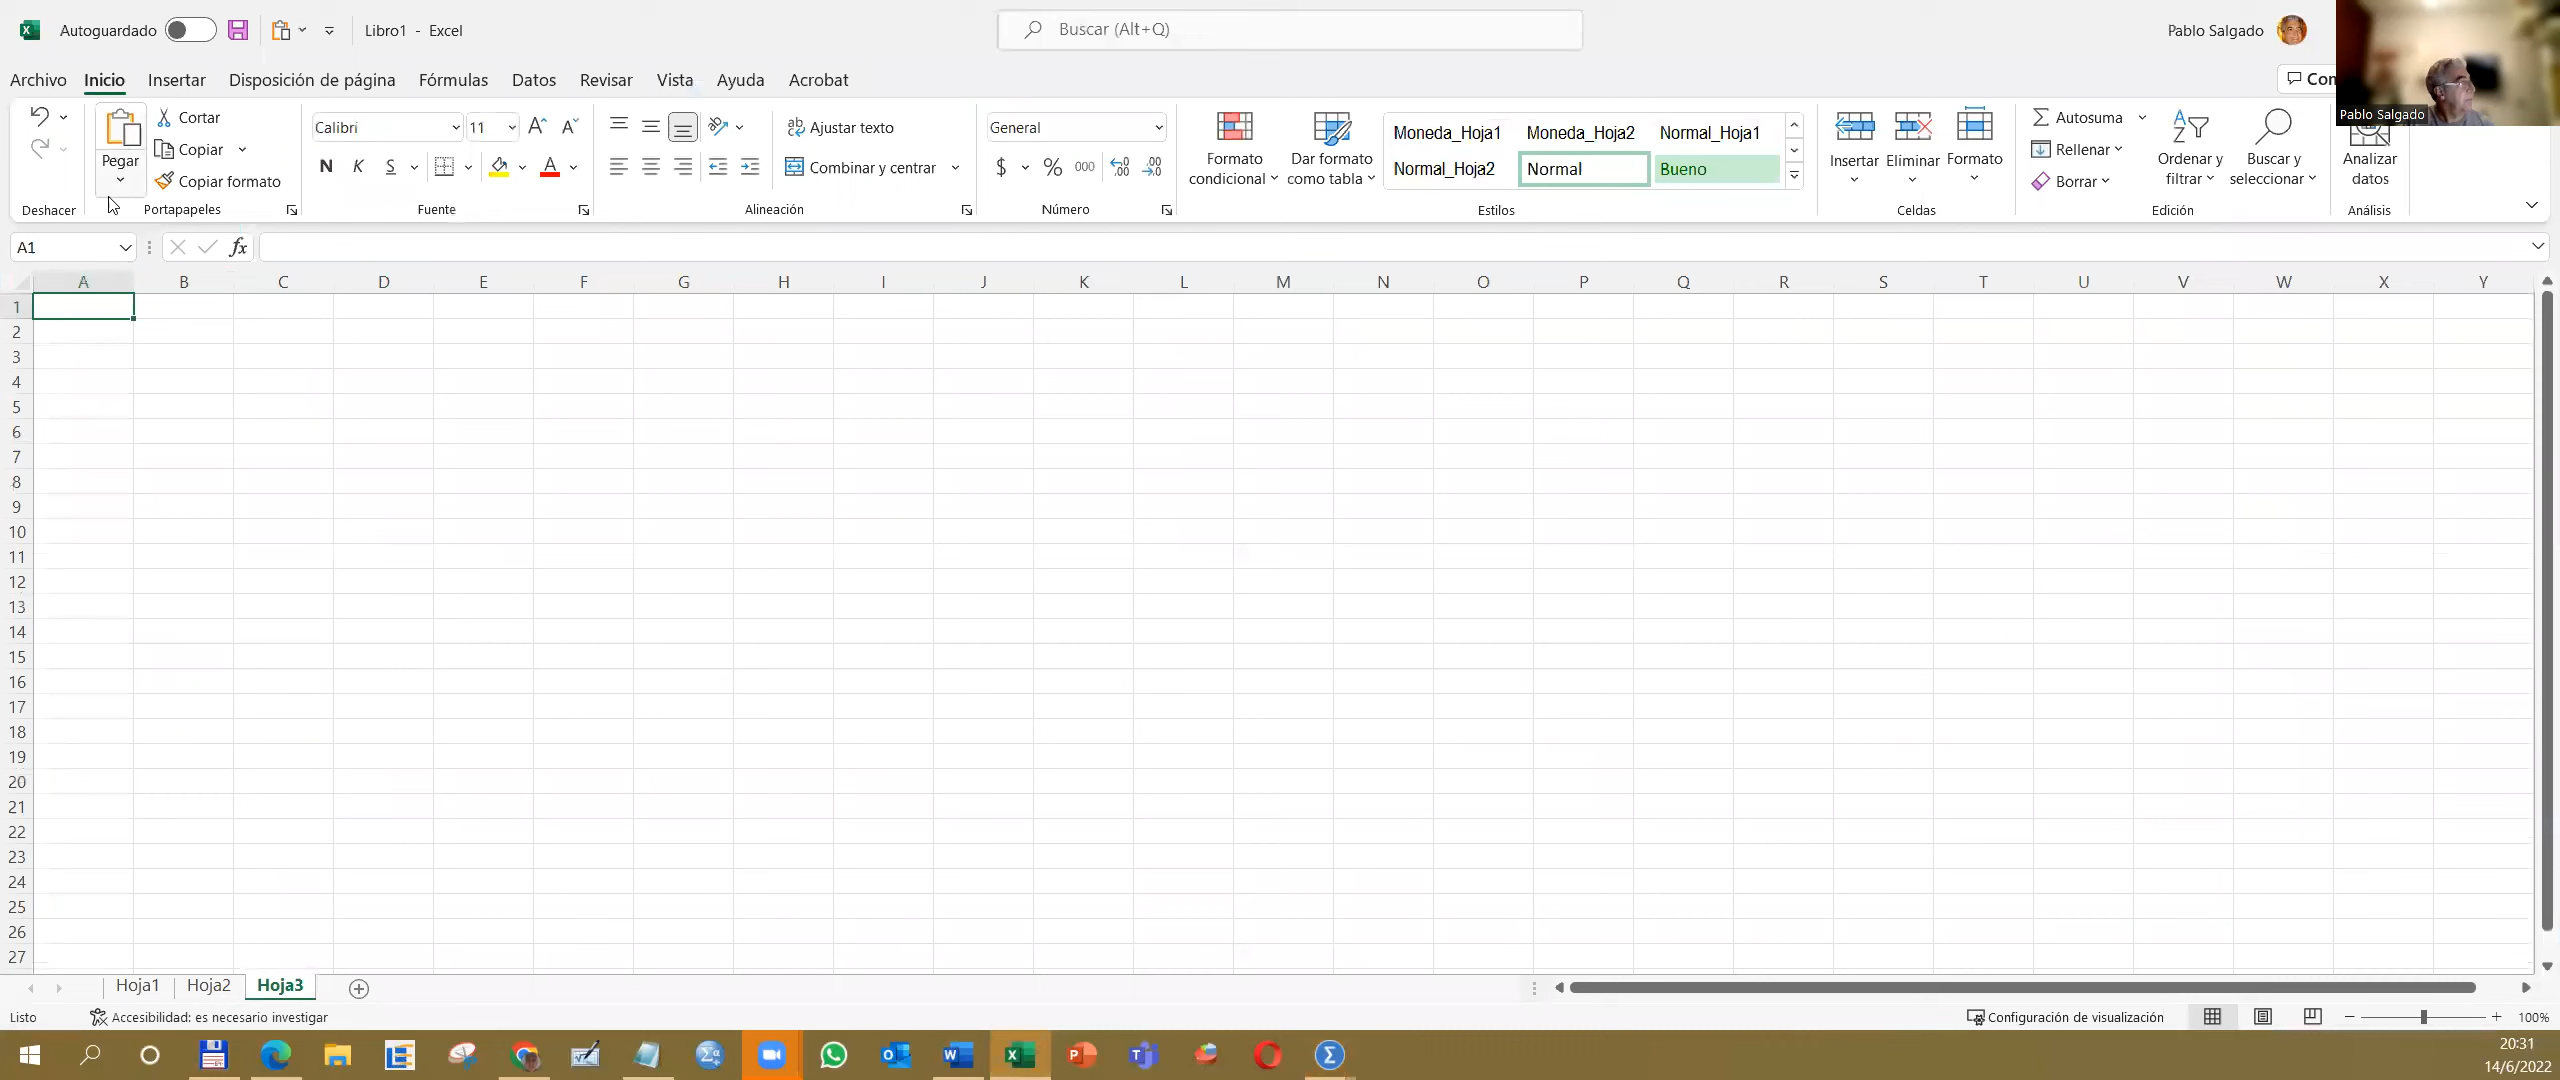 Autoguardado
Libro1 - Excel
Buscar (Alt+Q)
Pablo Salgado
Archivo Inicio Insertar Disposición de página Fórmulas Datos Revisar Vista Ayuda Acrobat
Con
Pablo Salgado
Deshacer
Pegar
Cortar
Copiar
Copiar formato
Portapapeles
Calibri 11
N K S
Fuente
Ajustar texto
Combinar y centrar
Alineación
General
$ % 000
Número
Formato condicional
Dar formato como tabla
Moneda_Hoja1 Moneda_Hoja2 Normal_Hoja1
Normal_Hoja2 Normal Bueno
Estilos
Insertar Eliminar Formato
Celdas
Autosuma
Rellenar
Borrar
Ordenar y filtrar
Buscar y seleccionar
Edición
Analizar datos
Análisis
A1
fx
A B C D E F G H I J K L M N O P Q R S T U V W X Y
1
2
3
4
5
6
7
8
9
10
11
12
13
14
15
16
17
18
19
20
21
22
23
24
25
26
27
Hoja1 Hoja2 Hoja3
Listo
Accesibilidad: es necesario investigar
Configuración de visualización
100%
20:31
14/6/2022